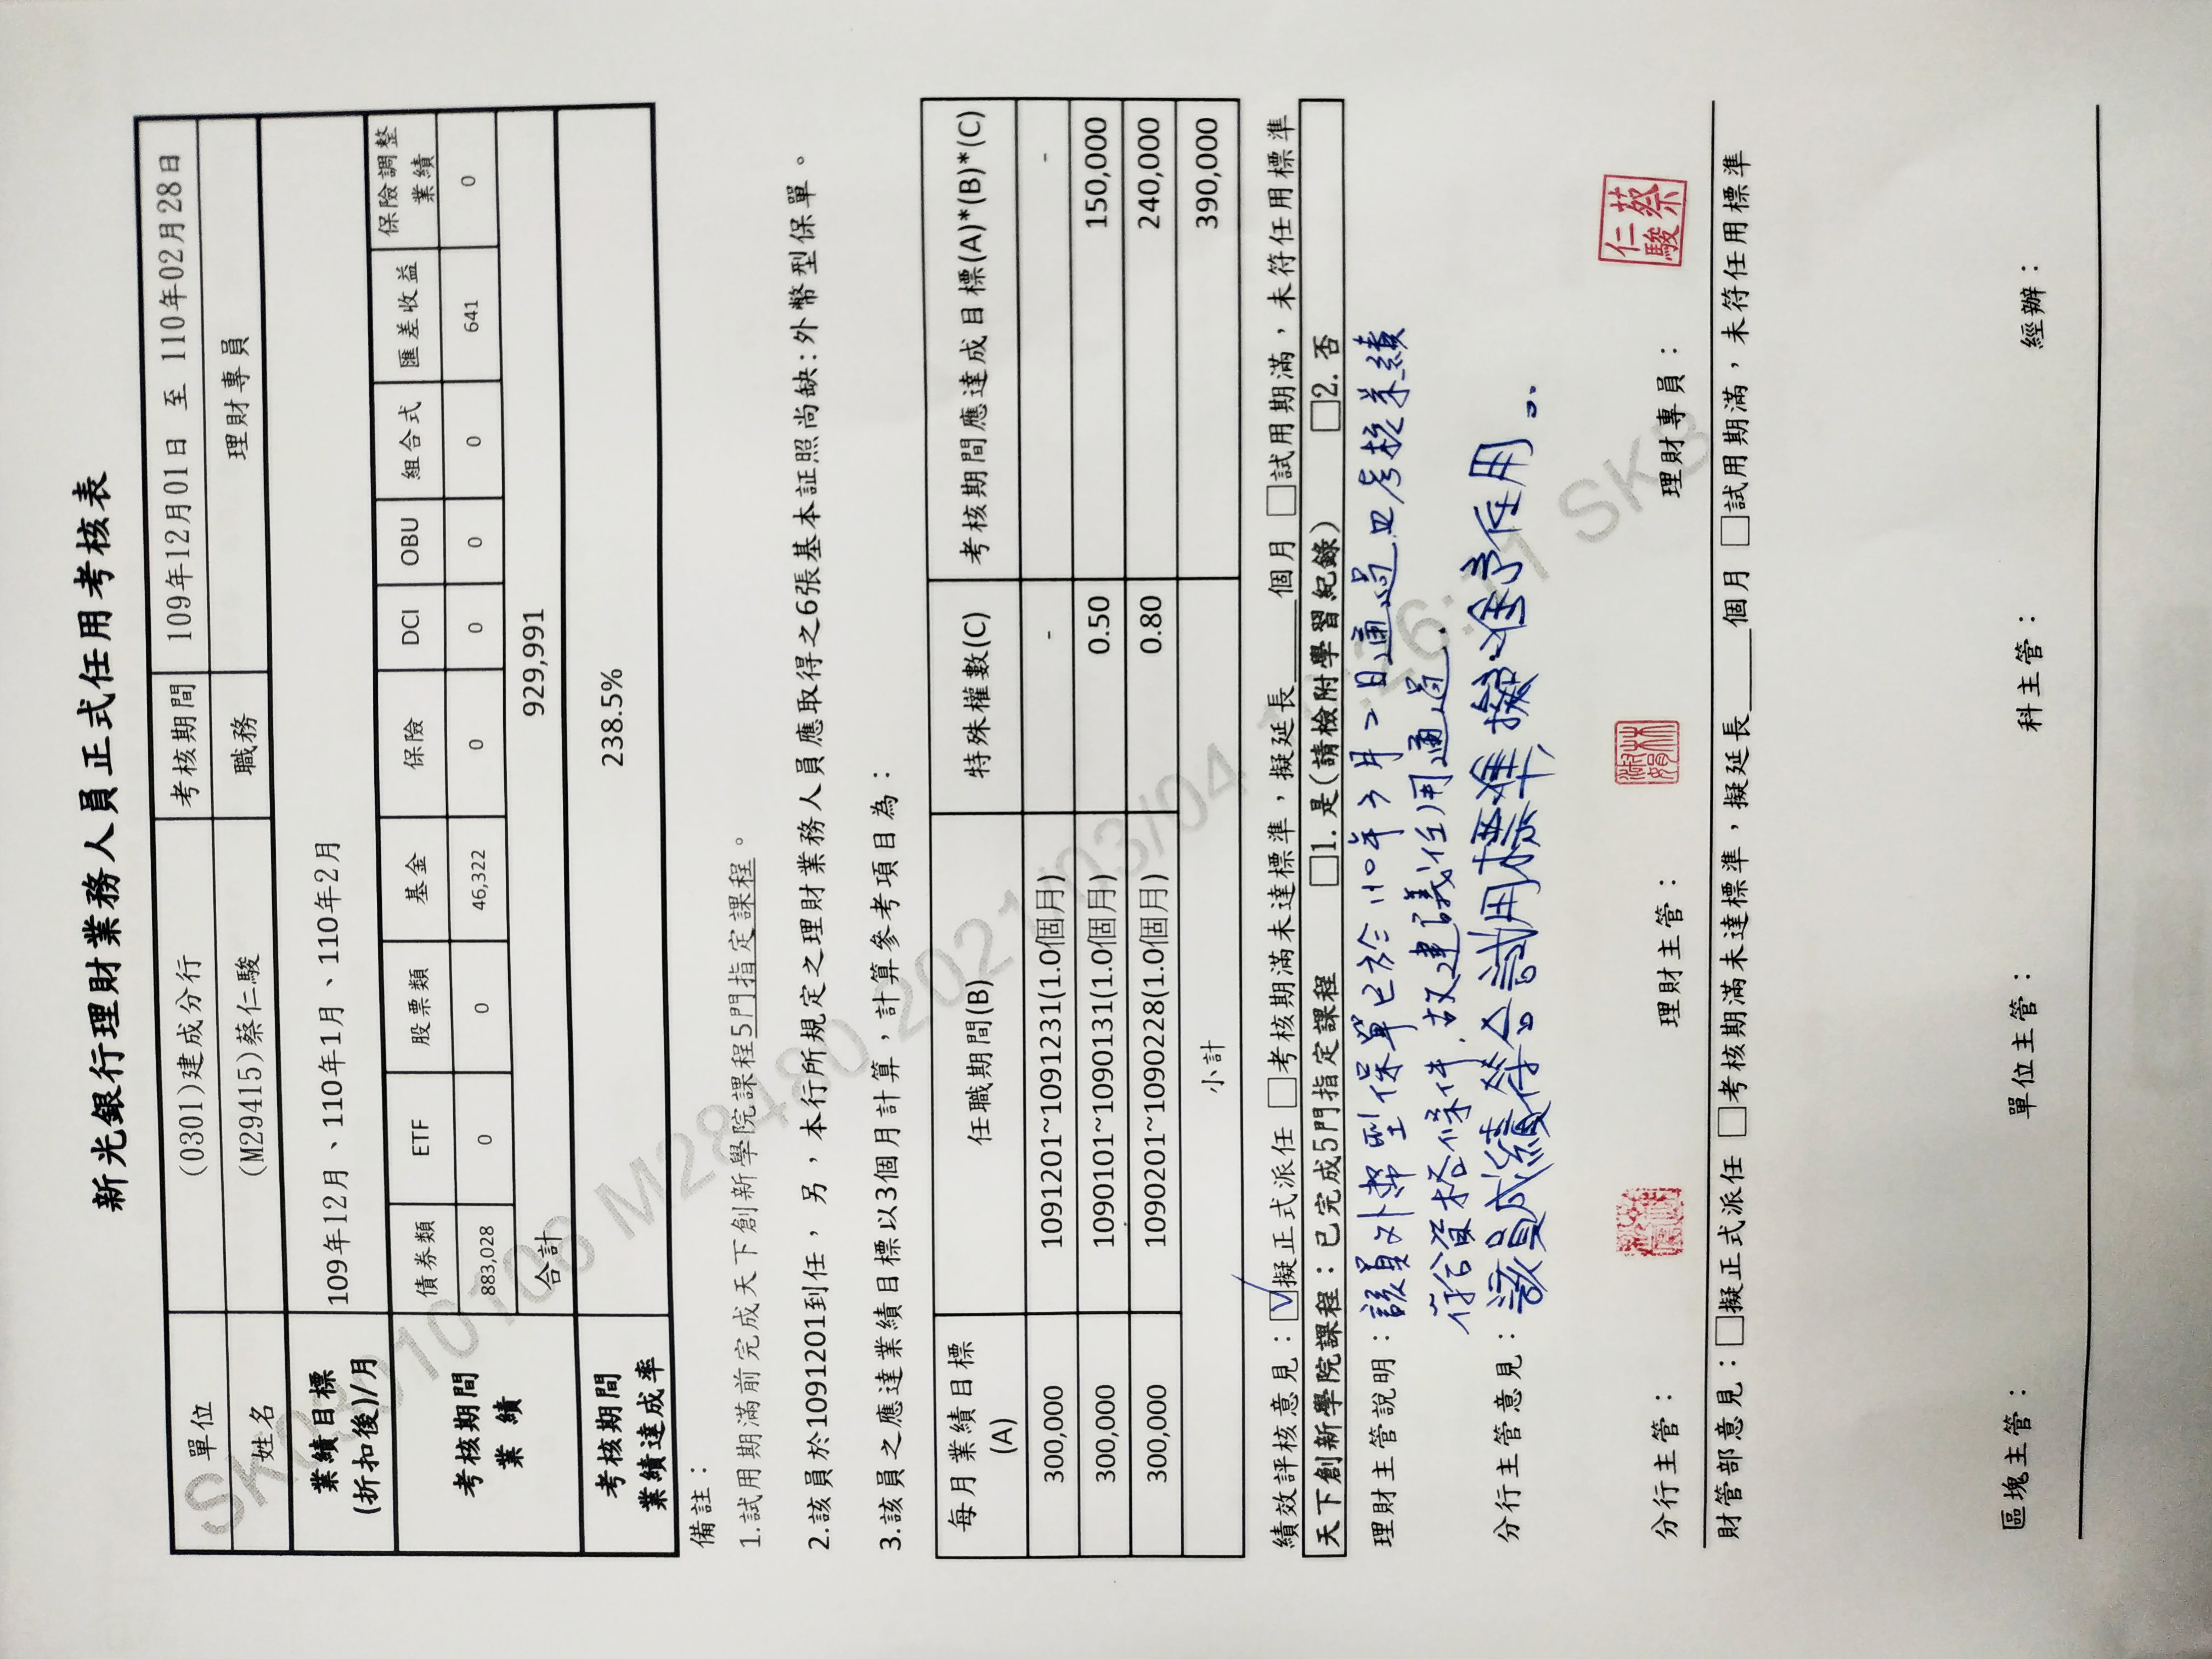 新光銀行理財業務人員正式任用考核表
單位 (0301)建成分行 考核期間 109年12月01日 至 110年02月28日
姓名 (M29415)蔡仁駿 職務 理財專員
業績目標 (折扣後)/月 109年12月、110年1月、110年2月
考核期間 業 績 債券類 ETF 股票類 基金 保險 DCI OBU 組合式 匯差收益 保險調整業績
883,028 0 0 46,322 0 0 0 0 641 0
合計 929,991
考核期間 業績達成率 238.5%
備註：
1.試用期滿前完成天下創新學院課程5門指定課程。
2.該員於1091201到任，另，本行所規定之理財業務人員應取得之6張基本証照尚缺:外幣型保單。
3.該員之應達業績目標以3個月計算，計算參考項目為：
每月業績目標(A) 任職期間(B) 特殊權數(C) 考核期間應達成目標(A)*(B)*(C)
300,000 1091201~1091231(1.0個月) - -
300,000 1090101~1090131(1.0個月) 0.50 150,000
300,000 1090201~1090228(1.0個月) 0.80 240,000
小計 390,000
績效評核意見：☑擬正式派任 □考核期滿未達標準，擬延長___個月 □試用期滿，未符任用標準
天下創新學院課程：已完成5門指定課程 □1.是(請檢附學習紀錄) □2.否
理財主管說明：該員外幣型保單已於110年3月2日通過且考核業績
符合資格條件，故建議任用通過.
分行主管意見：該員成績符合試用標準，擬准予任用。
分行主管： 理財主管： 理財專員： 蔡仁駿
財管部意見：□擬正式派任 □考核期滿未達標準，擬延長___個月 □試用期滿，未符任用標準
區塊主管： 單位主管： 科主管： 經辦：